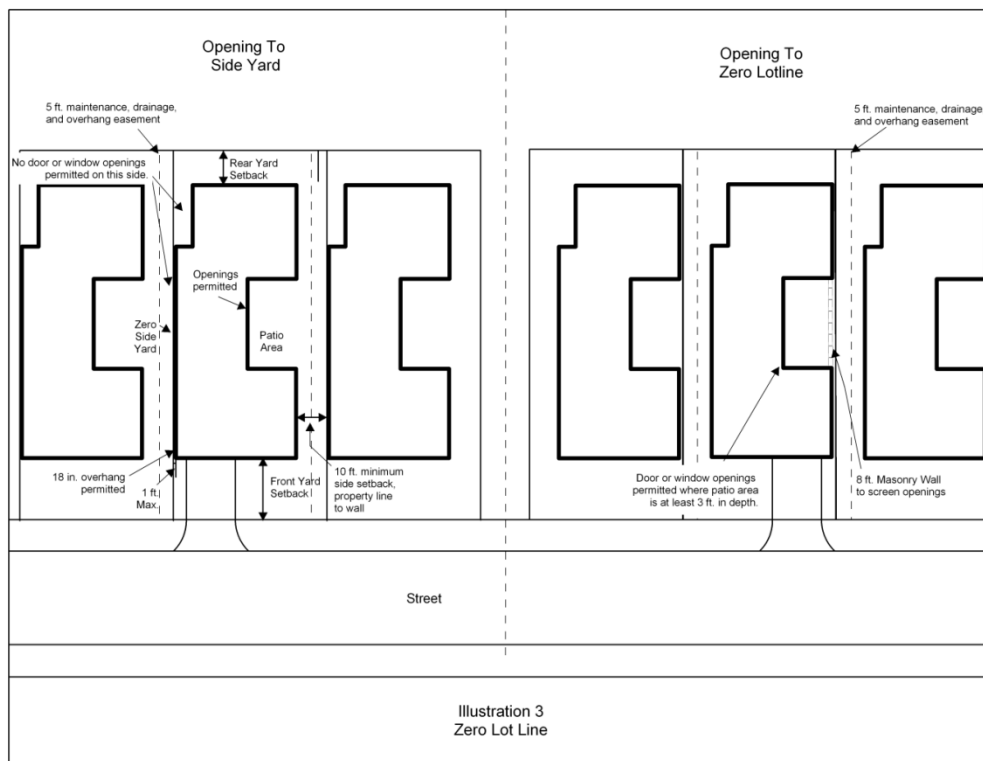 Opening To
Side Yard
5 ft. maintenance, drainage,
and overhang easement
No door or window openings
permitted on this side.
Rear Yard
Setback
Openings
permitted
Zero
Side
Yard
Patio
Area
18 in. overhang
permitted
1 ft.
Max.
Front Yard
Setback
10 ft. minimum
side setback,
property line
to wall
Opening To
Zero Lotline
5 ft. maintenance, drainage,
and overhang easement
Door or window openings
permitted where patio area
is at least 3 ft. in depth.
8 ft. Masonry Wall
to screen openings
Street
Illustration 3
Zero Lot Line